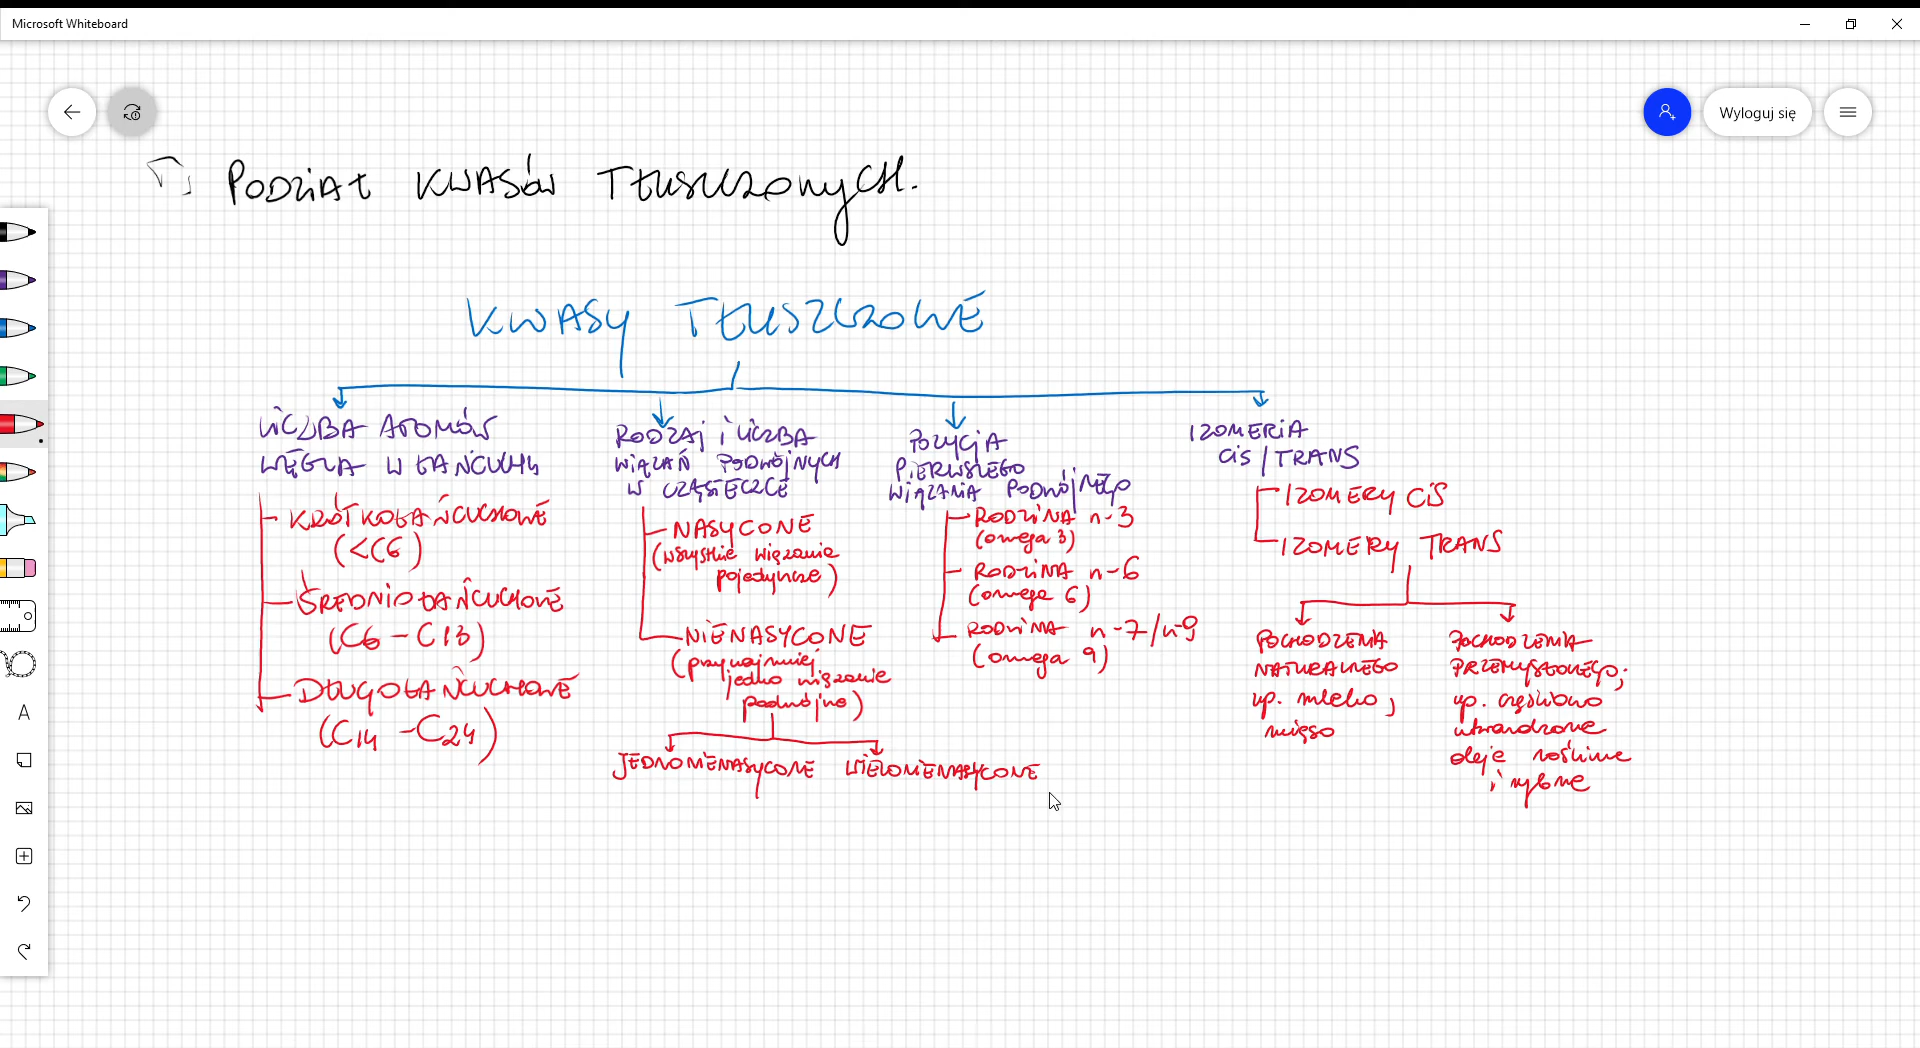 Microsoft Whiteboard
Wyloguj się
PODZIAŁ KWASÓW TŁUSZCZOWYCH.
KWASY TŁUSZCZOWE
LICZBA ATOMÓW
WĘGLA W ŁAŃCUCHU
KRÓTKOŁAŃCUCHOWE
(<C6)
ŚREDNIOŁAŃCUCHOWE
(C6 - C13)
DŁUGOŁAŃCUCHOWE
(C14 - C24)
RODZAJ i LICZBA
WIĄZAŃ PODWÓJNYCH
W CZĄSTECZCE
NASYCONE
(wszystkie wiązania
pojedyncze)
NIENASYCONE
(przynajmniej
jedno wiązanie
podwójne)
JEDNONIENASYCONE
WIELONIENASYCONE
POZYCJA
PIERWSZEGO
WIĄZANIA PODWÓJNEGO
RODZINA n-3
(omega 3)
RODZINA n-6
(omega 6)
RODZINA n-7/n-9
(omega 9)
IZOMERIA
CIS/TRANS
IZOMERY CIS
IZOMERY TRANS
POCHODZENIA
NATURALNEGO
np. mleko,
mięso
POCHODZENIA
PRZEMYSŁOWEGO;
np. częściowo
utwardzone
oleje roślinne
i rybne
A